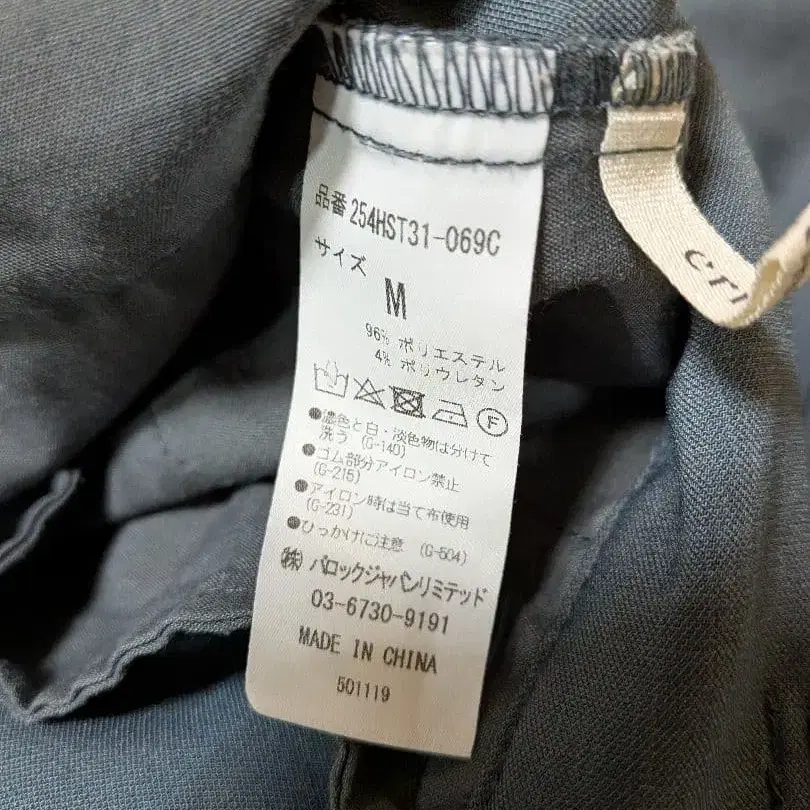 品番 254HST31-069C
サイズ
M
96% ポリエステル
4% ポリウレタン
F
●濃色と白・淡色物は分けて
洗う (G-140)
●ゴム部分アイロン禁止
(G-215)
●アイロン時は当て布使用
(G-231)
●ひっかけに注意 (G-504)
(株) バロックジャパンリミテッド
03-6730-9191
MADE IN CHINA
501119